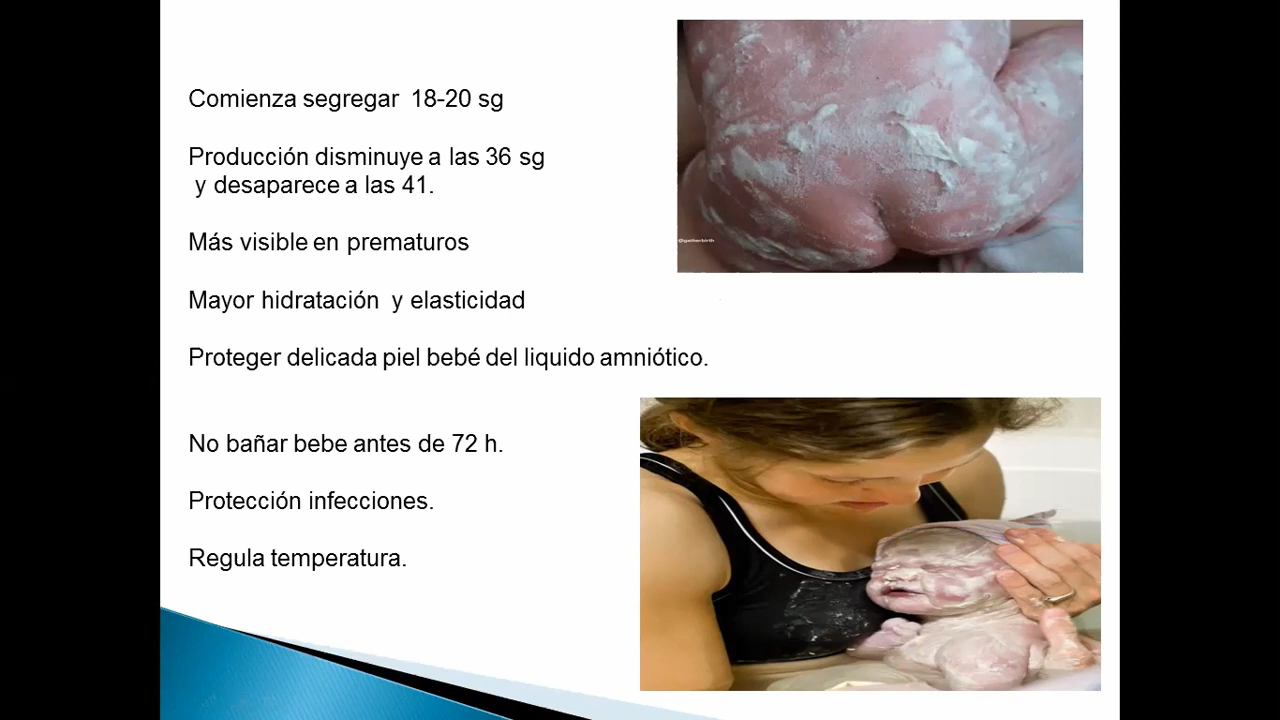 Comienza segregar 18-20 sg
Producción disminuye a las 36 sg
y desaparece a las 41.
Más visible en prematuros
Mayor hidratación y elasticidad
Proteger delicada piel bebé del liquido amniótico.
No bañar bebe antes de 72 h.
Protección infecciones.
Regula temperatura.
@gatherbirth